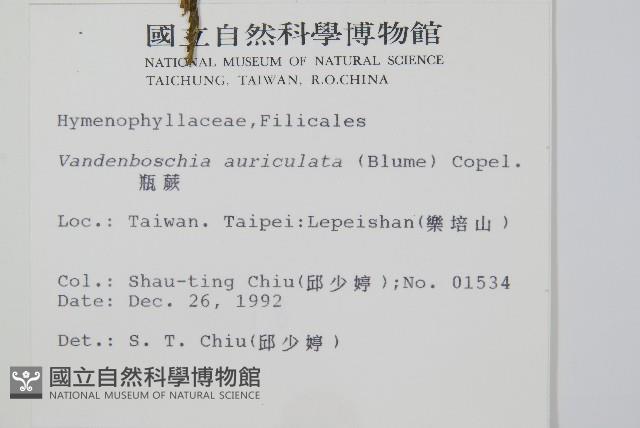 國立自然科學博物館
NATIONAL MUSEUM OF NATURAL SCIENCE
TAICHUNG, TAIWAN, R.O.CHINA
Hymenophyllaceae,Filicales
Vandenboschia auriculata (Blume) Copel.
瓶蕨
Loc.: Taiwan. Taipei:Lepeishan(樂培山)
Col.: Shau-ting Chiu(邱少婷);No. 01534
Date: Dec. 26, 1992
Det.: S. T. Chiu(邱少婷)
國立自然科學博物館
NATIONAL MUSEUM OF NATURAL SCIENCE